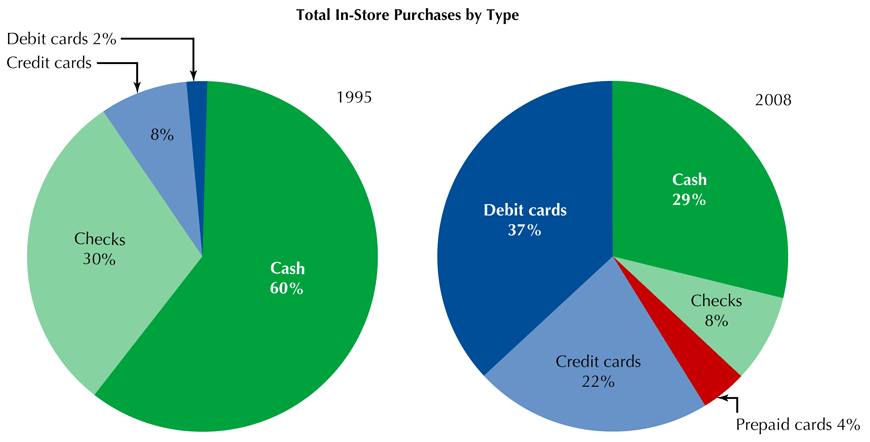 Total In-Store Purchases by Type
Debit cards 2%
Credit cards
8%
1995
Checks
30%
Cash
60%
2008
Cash
29%
Debit cards
37%
Checks
8%
Credit cards
22%
Prepaid cards 4%